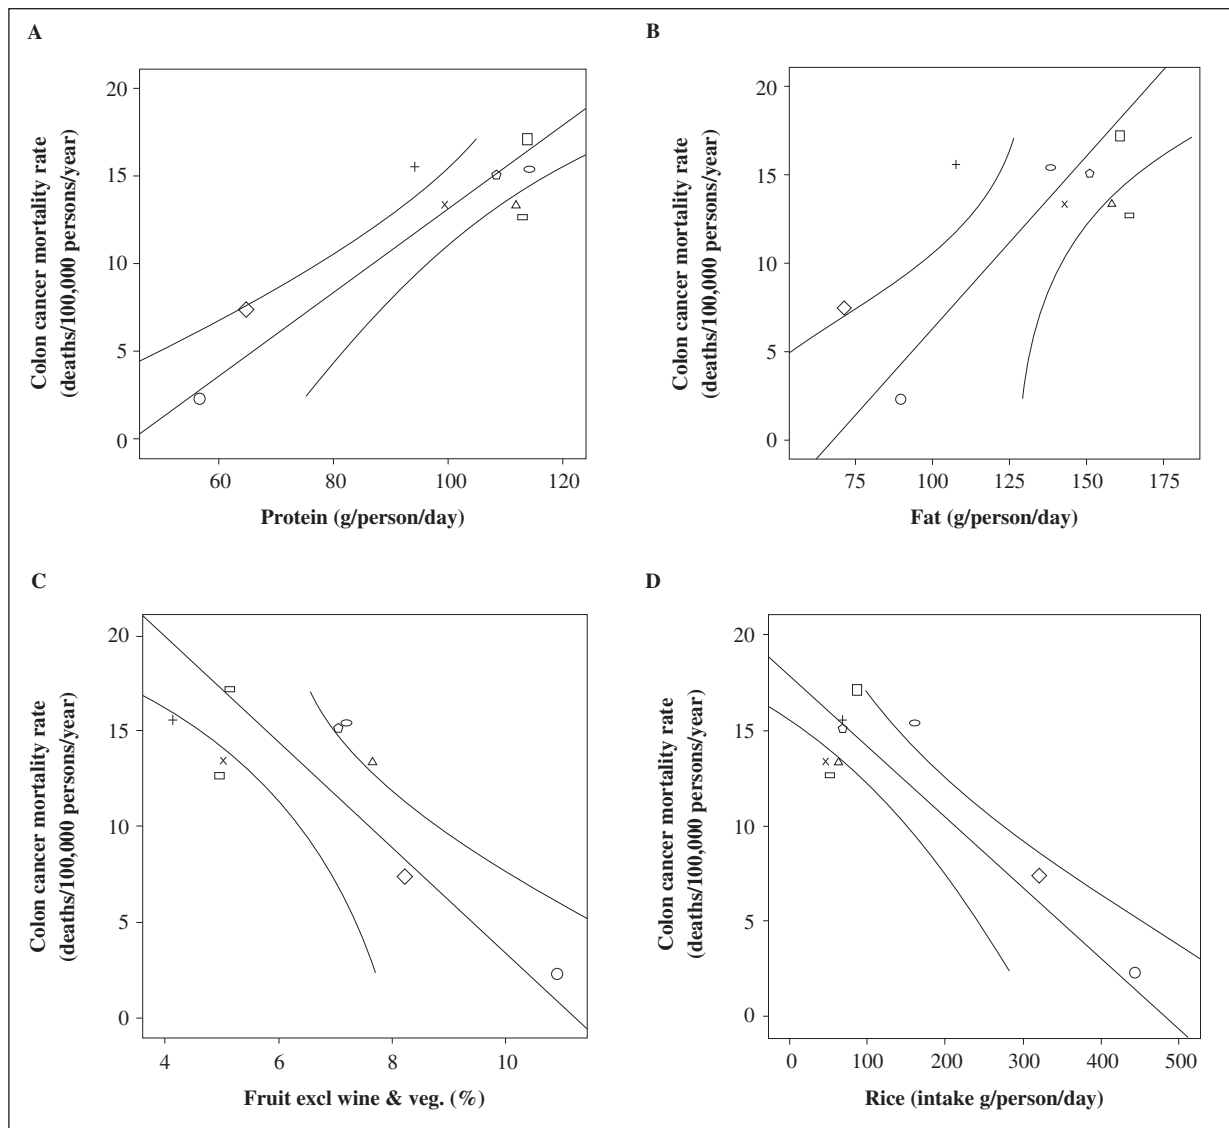 A
Colon cancer mortality rate
(deaths/100,000 persons/year)
20
15
10
5
0
60 80 100 120
Protein (g/person/day)
B
Colon cancer mortality rate
(deaths/100,000 persons/year)
20
15
10
5
0
75 100 125 150 175
Fat (g/person/day)
C
Colon cancer mortality rate
(deaths/100,000 persons/year)
20
15
10
5
0
4 6 8 10
Fruit excl wine & veg. (%)
D
Colon cancer mortality rate
(deaths/100,000 persons/year)
20
15
10
5
0
0 100 200 300 400 500
Rice (intake g/person/day)